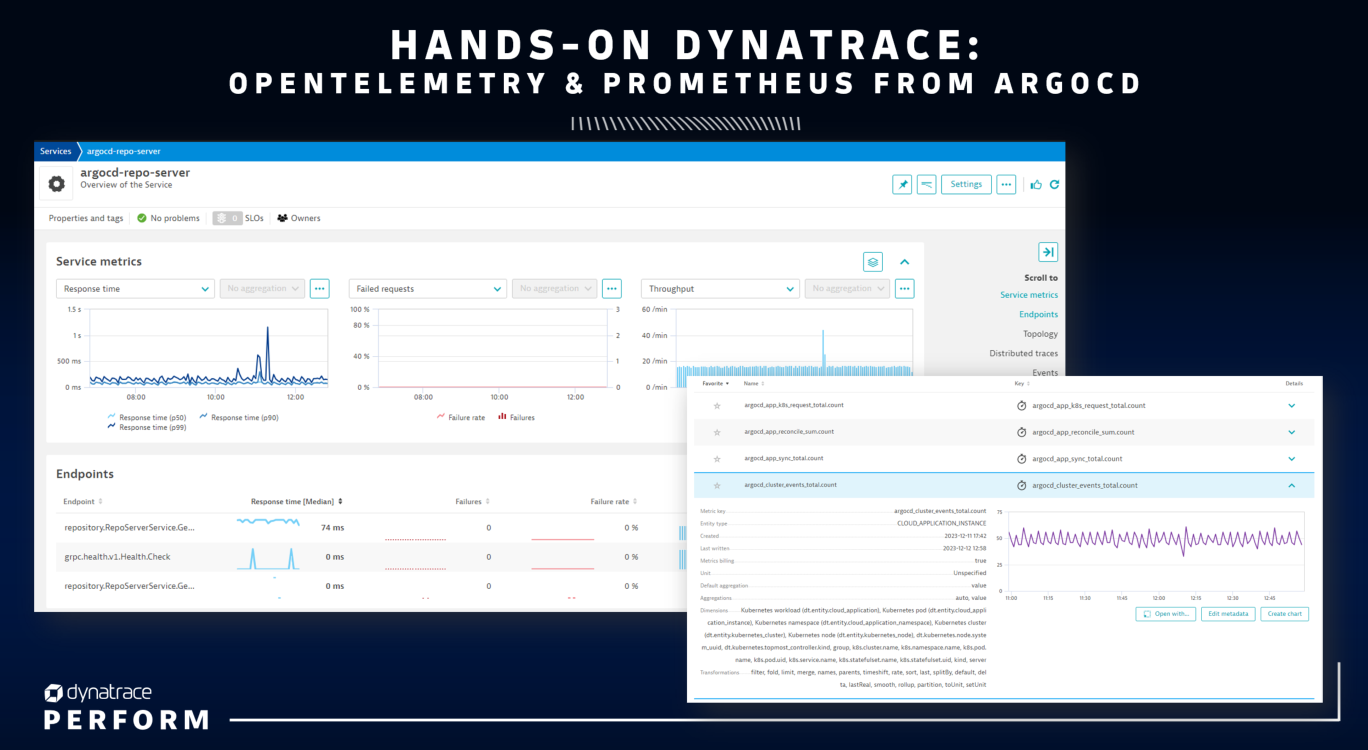 HANDS-ON DYNATRACE:
OPENTELEMETRY & PROMETHEUS FROM ARGOCD
Services argocd-repo-server
argocd-repo-server
Overview of the Service
Settings ...
Properties and tags No problems 0 SLOs Owners
Service metrics
Response time No aggregation ...
Failed requests No aggregation ...
Throughput No aggregation ...
1.5 s
1 s
500 ms
0 ms
08:00 10:00 12:00
Response time (p50) Response time (p90)
Response time (p99)
100 %
80 %
40 %
0 %
3
2
1
0
08:00 10:00 12:00
Failure rate Failures
60 /min
40 /min
20 /min
0 /min
Scroll to
Service metrics
Endpoints
Topology
Distributed traces
Events
Endpoints
Endpoint Response time [Median] Failures Failure rate
repository.RepoServerService.Ge... 74 ms 0 0 %
grpc.health.v1.Health.Check 0 ms 0 0 %
repository.RepoServerService.Ge... 0 ms 0 0 %
Favorite Name Key Details
argocd_app_k8s_request_total.count argocd_app_k8s_request_total.count
argocd_app_reconcile_sum.count argocd_app_reconcile_sum.count
argocd_app_sync_total.count argocd_app_sync_total.count
argocd_cluster_events_total.count argocd_cluster_events_total.count
Metric key argocd_cluster_events_total.count
Entity type CLOUD_APPLICATION_INSTANCE
Created 2023-12-11 17:42
Last written 2023-12-12 12:58
Metrics billing true
Unit Unspecified
Default aggregation value
Aggregations auto, value
Dimensions Kubernetes workload (dt.entity.cloud_application), Kubernetes pod (dt.entity.cloud_appli
cation_instance), Kubernetes namespace (dt.entity.cloud_application_namespace), Kubernetes cluster
(dt.entity.kubernetes_cluster), Kubernetes node (dt.entity.kubernetes_node), dt.kubernetes.node.syste
m_uuid, dt.kubernetes.topmost_controller.kind, group, k8s.cluster.name, k8s.namespace.name, k8s.pod.
name, k8s.pod.uid, k8s.service.name, k8s.statefulset.name, k8s.statefulset.uid, kind, server
Transformations filter, fold, limit, merge, names, parents, timeshift, rate, sort, last, splitBy, default, del
ta, lastReal, smooth, rollup, partition, toUnit, setUnit
75
50
25
0
11:00 11:15 11:30 11:45 12:00 12:15 12:30 12:45
Open with... Edit metadata Create chart
dynatrace
PERFORM